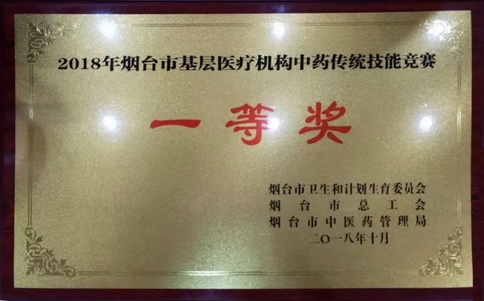 2018年烟台市基层医疗机构中药传统技能竞赛
一等奖
烟台市卫生和计划生育委员会
烟台市总工会
烟台市中医药管理局
二〇一八年十月